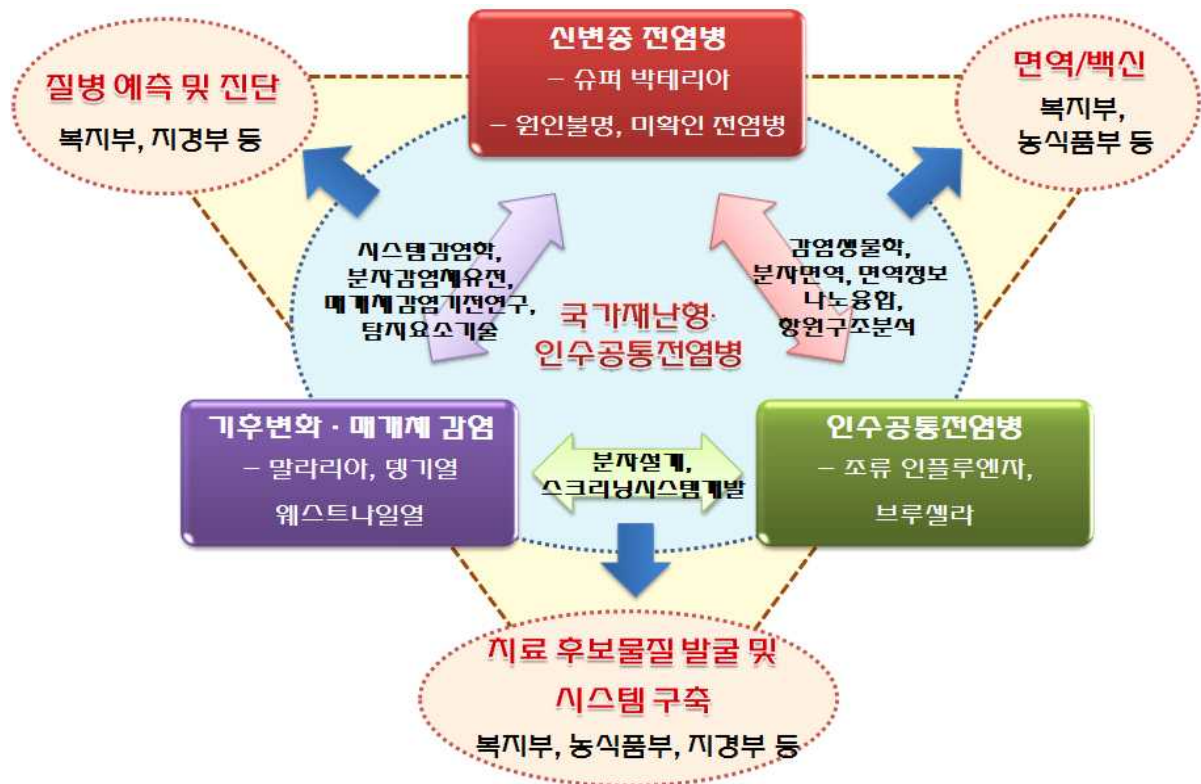 신변종 전염병
– 슈퍼 박테리아
– 원인불명, 미확인 전염병
질병 예측 및 진단
복지부, 지경부 등
면역/백신
복지부,
농식품부 등
시스템감염학,
분자감염체유전,
매개체감염기전연구,
탐지요소기술
감염생물학,
분자면역, 면역정보
나노융합,
항원구조분석
국가재난형·
인수공통전염병
기후변화 · 매개체 감염
– 말라리아, 뎅기열
웨스트나일열
분자설계,
스크리닝시스템개발
인수공통전염병
– 조류 인플루엔자,
브루셀라
치료 후보물질 발굴 및
시스템 구축
복지부, 농식품부, 지경부 등